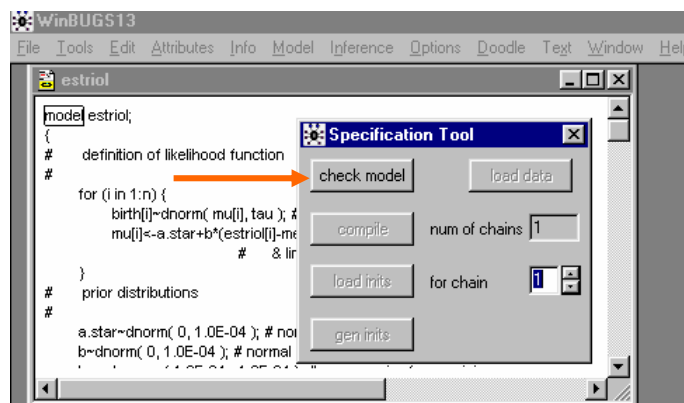 WinBUGS13
File Tools Edit Attributes Info Model Inference Options Doodle Text Window Help
estriol
model estriol;
{
# definition of likelihood function
#
for (i in 1:n) {
birth[i]~dnorm( mu[i], tau ); #
mu[i]<-a.star+b*(estriol[i]-me
# & lin
}
# prior distributions
#
a.star~dnorm( 0, 1.0E-04 ); # nor
b~dnorm( 0, 1.0E-04 ); # normal
Specification Tool
check model load data
compile num of chains 1
load inits for chain 1
gen inits